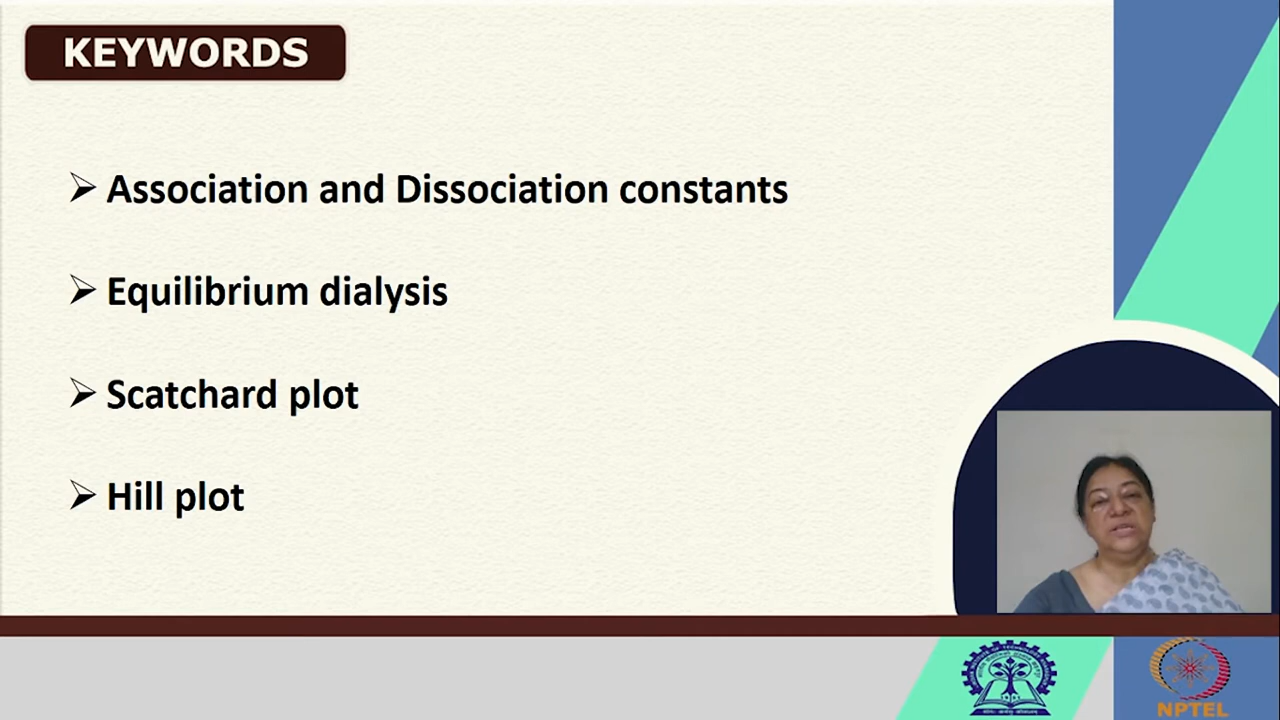 KEYWORDS
Association and Dissociation constants
Equilibrium dialysis
Scatchard plot
Hill plot
NPTEL